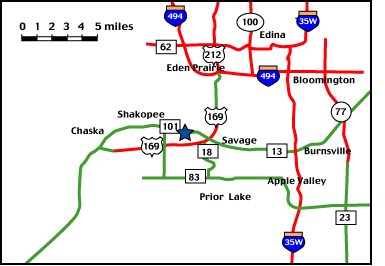 0 1 2 3 4 5 miles
494
100
35W
Edina
62
212
Eden Prairie
494
Bloomington
Shakopee
169
77
Chaska
101
Savage
169
18
13
Burnsville
83
Apple Valley
Prior Lake
23
35W